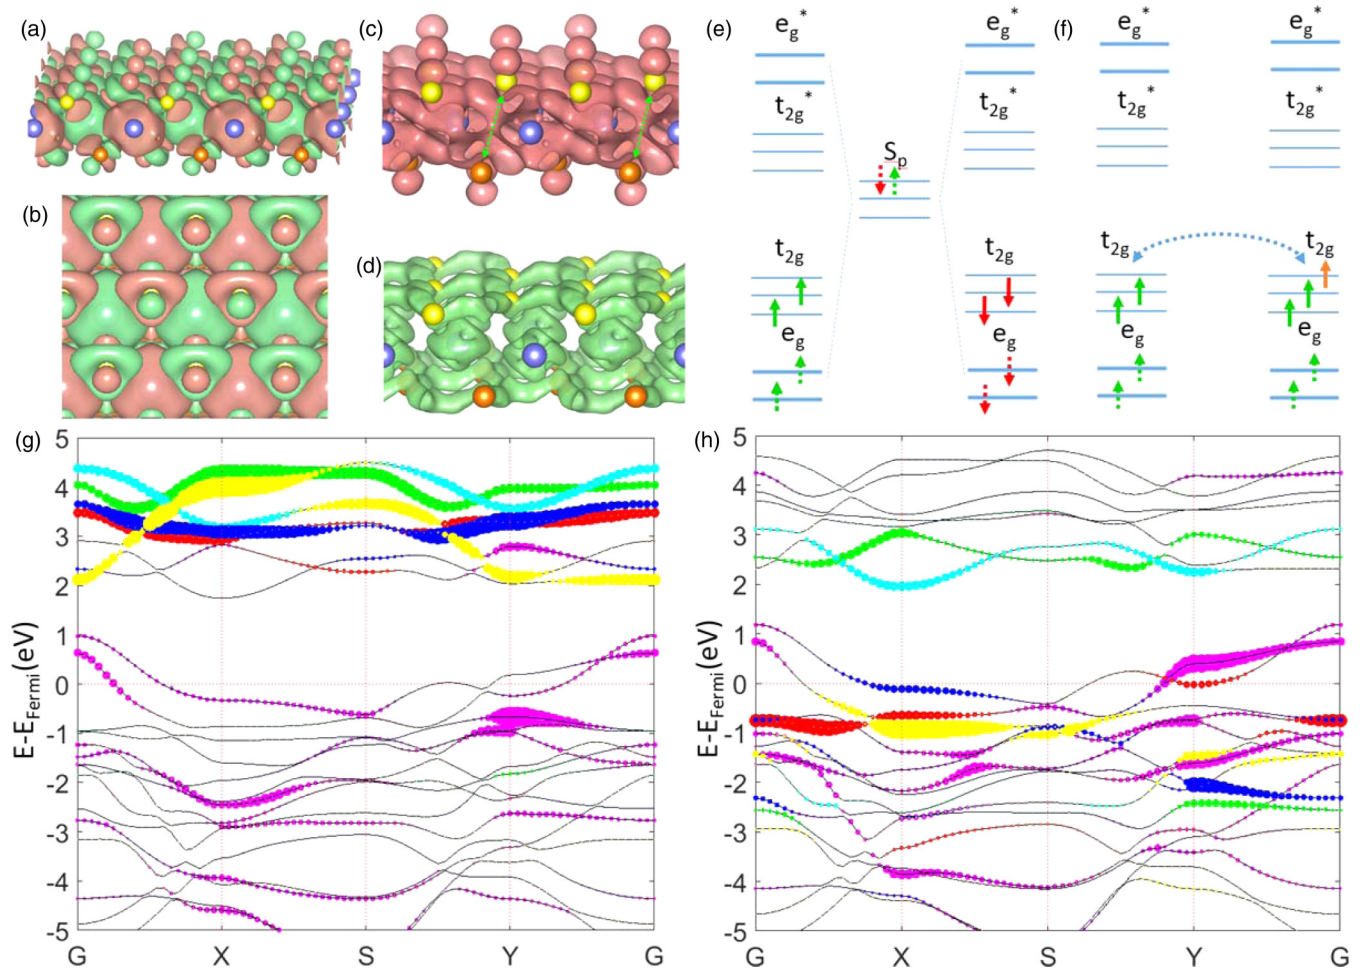 (a)
(b)
(c)
(d)
(e)
(f)
eg*
eg*
eg*
eg*
t2g*
t2g*
t2g*
t2g*
Sp
t2g
t2g
t2g
t2g
eg
eg
eg
eg
(g)
5
4
3
2
1
0
-1
-2
-3
-4
-5
E-EFermi(eV)
G X S Y G
(h)
5
4
3
2
1
0
-1
-2
-3
-4
-5
E-EFermi(eV)
G X S Y G